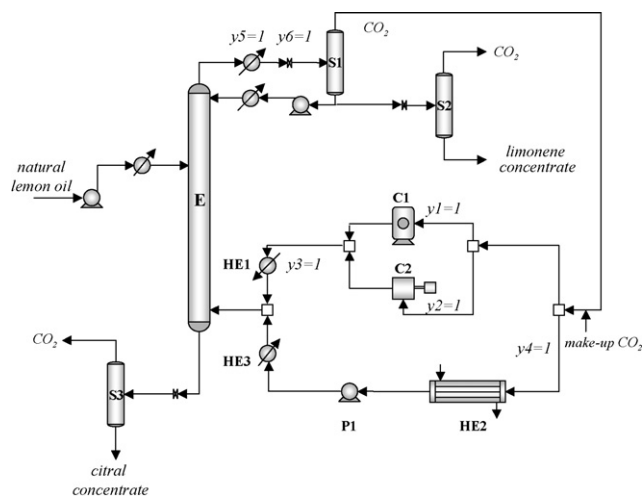 CO₂
y5=1
y6=1
S1
CO₂
S2
natural
lemon oil
E
limonene
concentrate
C1
y1=1
HE1
y3=1
C2
y2=1
make-up CO₂
CO₂
HE3
y4=1
S3
P1
HE2
citral
concentrate